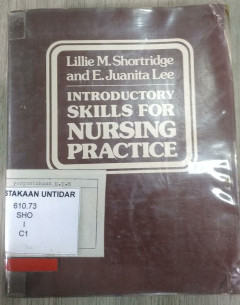 Lillie M. Shortridge
and E. Juanita Lee
INTRODUCTORY
SKILLS FOR
NURSING
PRACTICE
STAKAAN UNTIDAR
610.73
SHO
I
C1